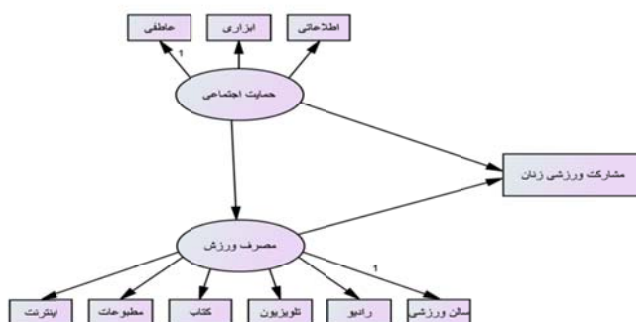 اطلاعاتی
ابزاری
عاطفی
1
حمایت اجتماعی
مشارکت ورزشی زنان
مصرف ورزش
1
سالن ورزشی
رادیو
تلویزیون
کتاب
مطبوعات
اینترنت